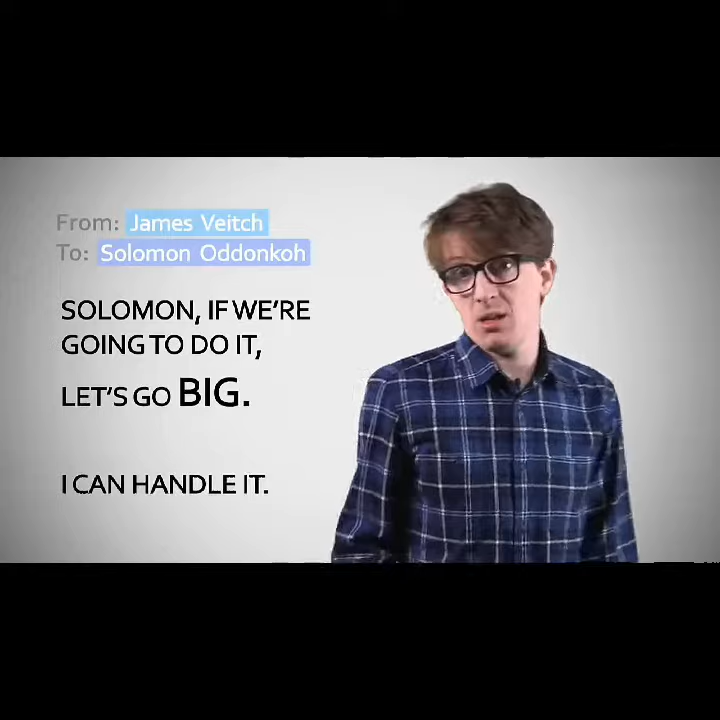 From: James Veitch
To: Solomon Oddonkoh
SOLOMON, IF WE'RE
GOING TO DO IT,
LET'S GO BIG.
I CAN HANDLE IT.